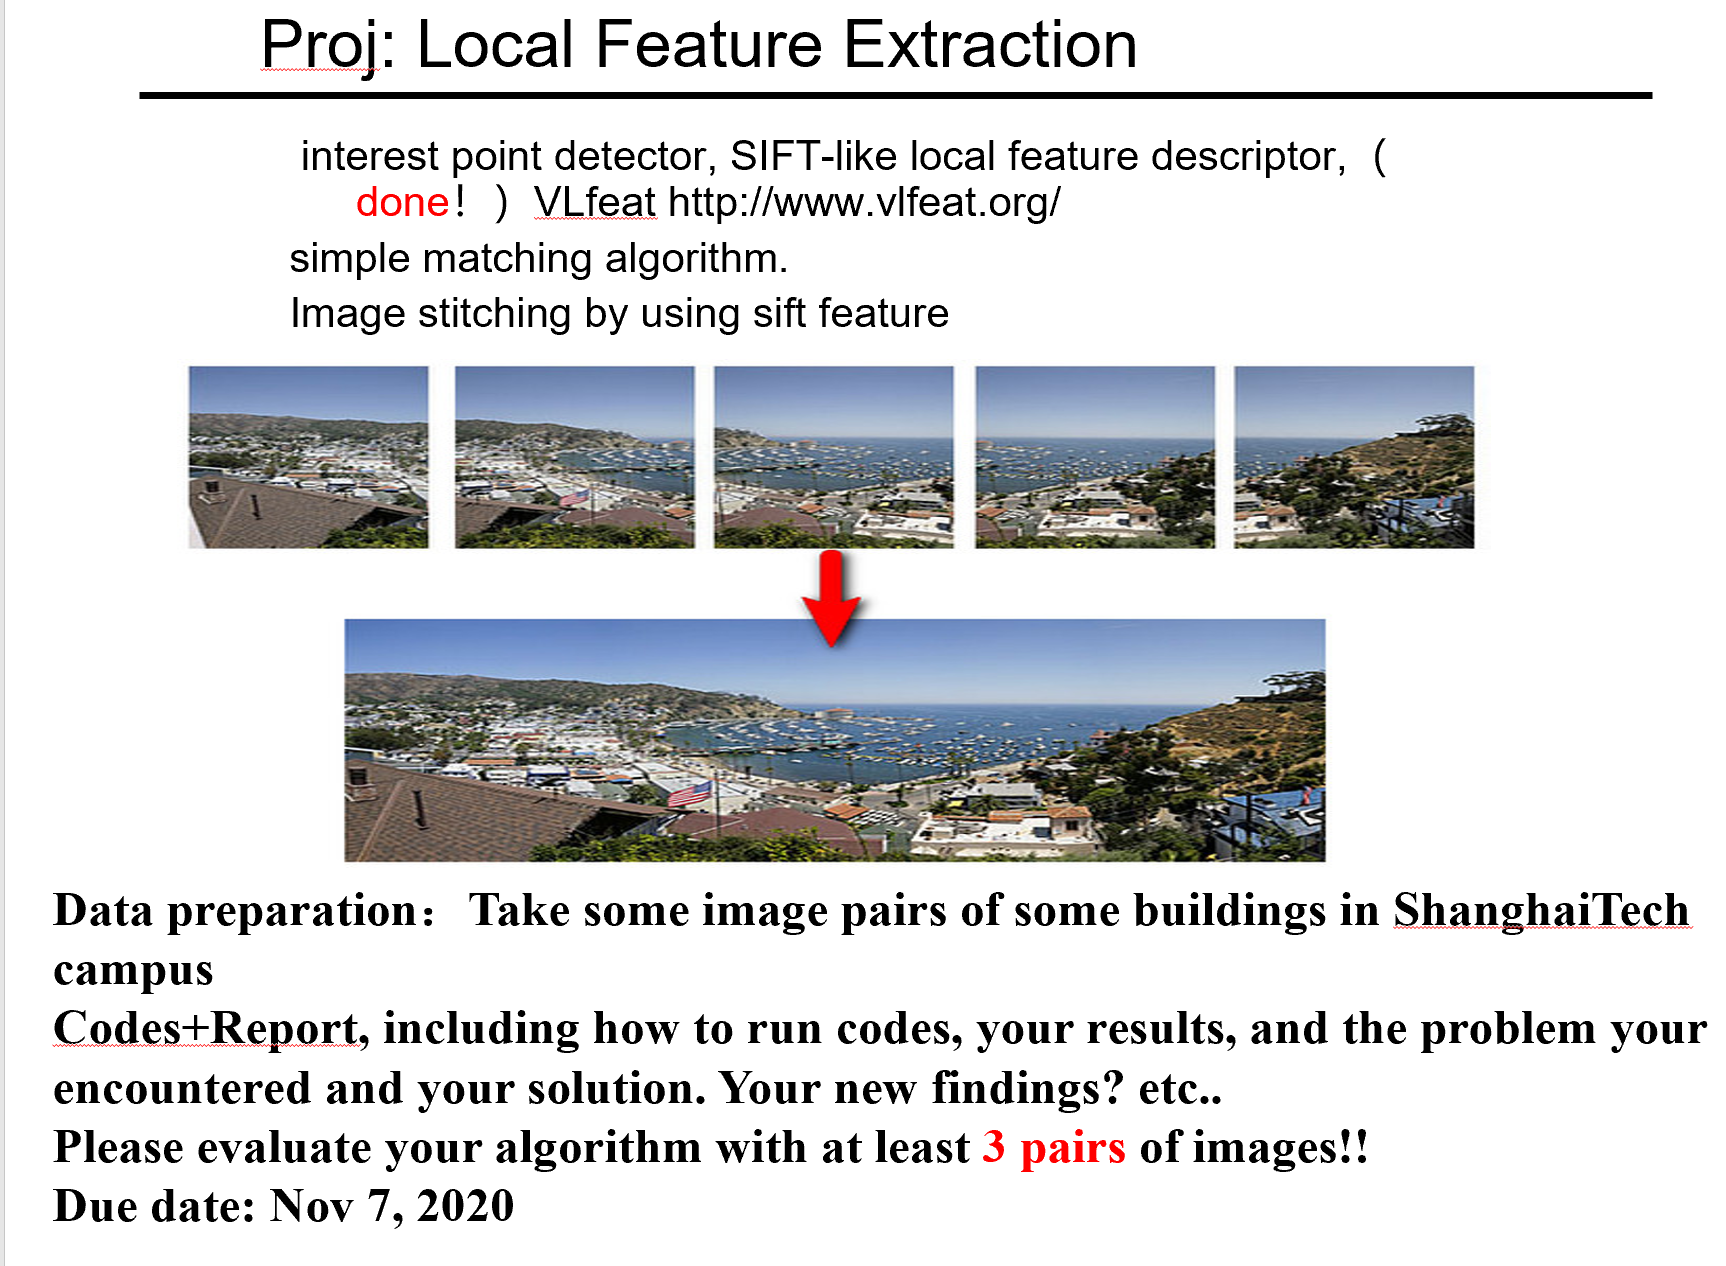 Proj: Local Feature Extraction
interest point detector, SIFT-like local feature descriptor,（
done！） VLfeat http://www.vlfeat.org/
simple matching algorithm.
Image stitching by using sift feature
Data preparation：Take some image pairs of some buildings in ShanghaiTech
campus
Codes+Report, including how to run codes, your results, and the problem your
encountered and your solution. Your new findings? etc..
Please evaluate your algorithm with at least 3 pairs of images!!
Due date: Nov 7, 2020